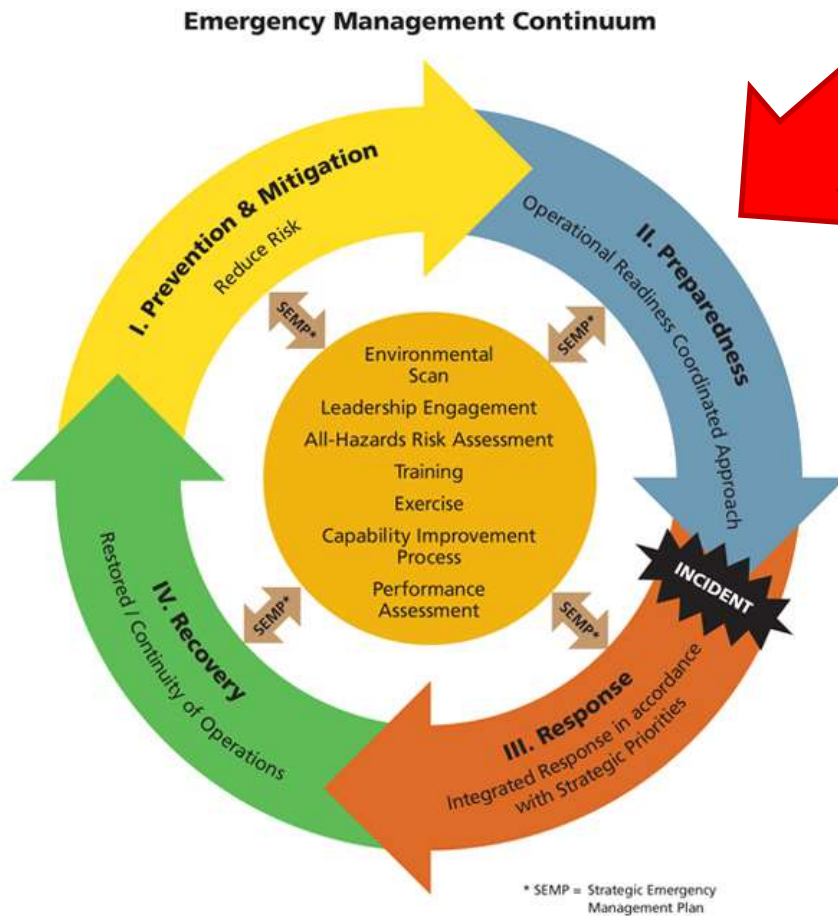 Emergency Management Continuum
I. Prevention & Mitigation
Reduce Risk
II. Preparedness
Operational Readiness Coordinated Approach
INCIDENT
III. Response
Integrated Response in accordance
with Strategic Priorities
IV. Recovery
Restored / Continuity of Operations
SEMP*
SEMP*
SEMP*
SEMP*
Environmental
Scan
Leadership Engagement
All-Hazards Risk Assessment
Training
Exercise
Capability Improvement
Process
Performance
Assessment
* SEMP = Strategic Emergency
Management Plan